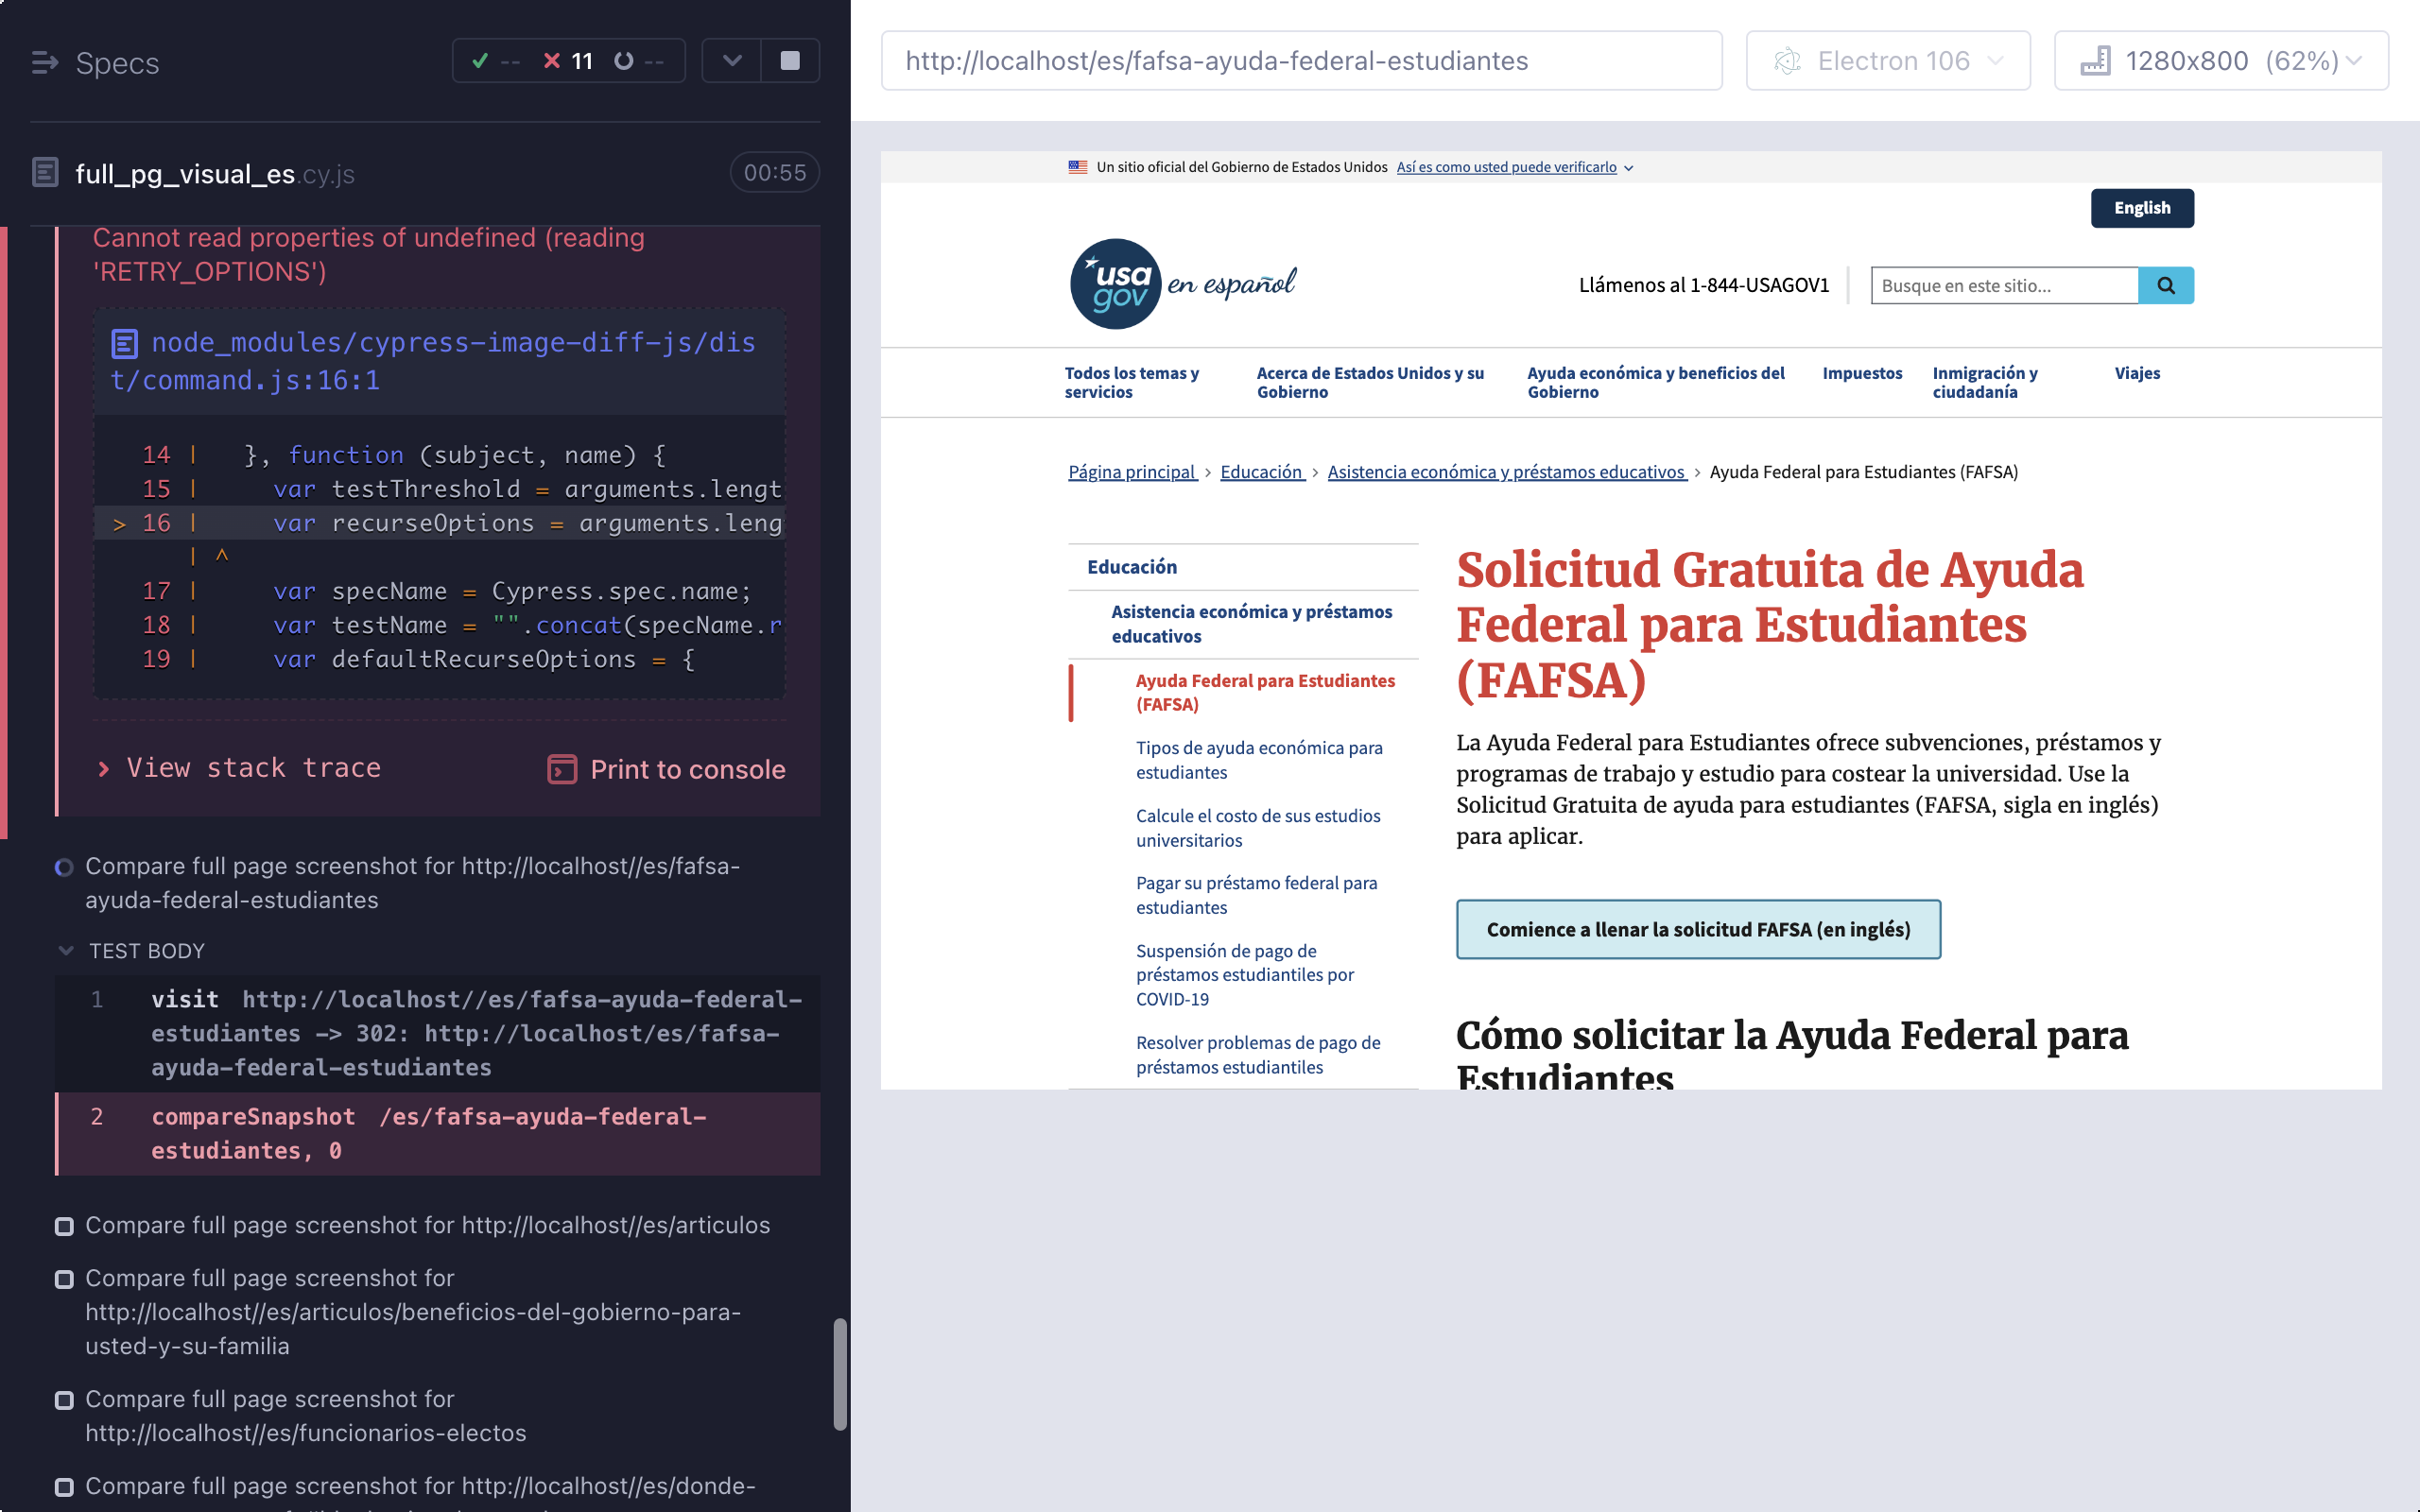 Specs
-- 11 --
full_pg_visual_es.cy.js
00:55
Cannot read properties of undefined (reading
'RETRY_OPTIONS')
node_modules/cypress-image-diff-js/dis
t/command.js:16:1
14 | }, function (subject, name) {
15 | var testThreshold = arguments.lengt
> 16 | var recurseOptions = arguments.leng
| ^
17 | var specName = Cypress.spec.name;
18 | var testName = "".concat(specName.r
19 | var defaultRecurseOptions = {
View stack trace
Print to console
Compare full page screenshot for http://localhost//es/fafsa-
ayuda-federal-estudiantes
TEST BODY
1 visit http://localhost//es/fafsa-ayuda-federal-
estudiantes -> 302: http://localhost/es/fafsa-
ayuda-federal-estudiantes
2 compareSnapshot /es/fafsa-ayuda-federal-
estudiantes, 0
Compare full page screenshot for http://localhost//es/articulos
Compare full page screenshot for
http://localhost//es/articulos/beneficios-del-gobierno-para-
usted-y-su-familia
Compare full page screenshot for
http://localhost//es/funcionarios-electos
Compare full page screenshot for http://localhost//es/donde-
http://localhost/es/fafsa-ayuda-federal-estudiantes
Electron 106
1280x800 (62%)
Un sitio oficial del Gobierno de Estados Unidos Así es como usted puede verificarlo
English
usa
gov
en español
Llámenos al 1-844-USAGOV1
Busque en este sitio...
Todos los temas y
servicios
Acerca de Estados Unidos y su
Gobierno
Ayuda económica y beneficios del
Gobierno
Impuestos
Inmigración y
ciudadanía
Viajes
Página principal > Educación > Asistencia económica y préstamos educativos > Ayuda Federal para Estudiantes (FAFSA)
Educación
Asistencia económica y préstamos
educativos
Ayuda Federal para Estudiantes
(FAFSA)
Tipos de ayuda económica para
estudiantes
Calcule el costo de sus estudios
universitarios
Pagar su préstamo federal para
estudiantes
Suspensión de pago de
préstamos estudiantiles por
COVID-19
Resolver problemas de pago de
préstamos estudiantiles
Solicitud Gratuita de Ayuda
Federal para Estudiantes
(FAFSA)
La Ayuda Federal para Estudiantes ofrece subvenciones, préstamos y
programas de trabajo y estudio para costear la universidad. Use la
Solicitud Gratuita de ayuda para estudiantes (FAFSA, sigla en inglés)
para aplicar.
Comience a llenar la solicitud FAFSA (en inglés)
Cómo solicitar la Ayuda Federal para
Estudiantes